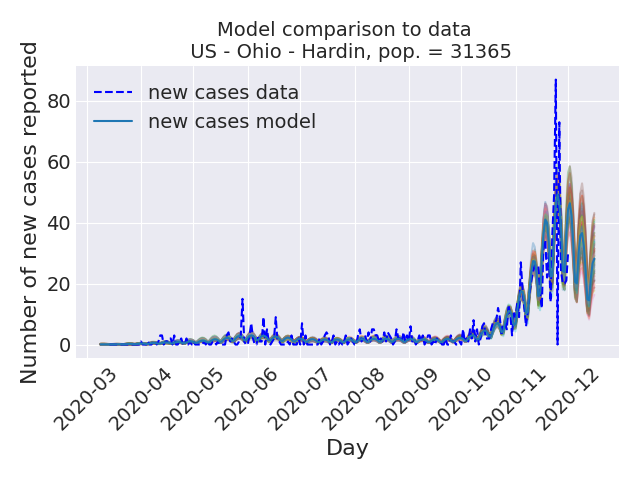 Model comparison to data
US - Ohio - Hardin, pop. = 31365
Number of new cases reported
80
60
40
20
0
new cases data
new cases model
2020-03
2020-04
2020-05
2020-06
2020-07
2020-08
2020-09
2020-10
2020-11
2020-12
Day